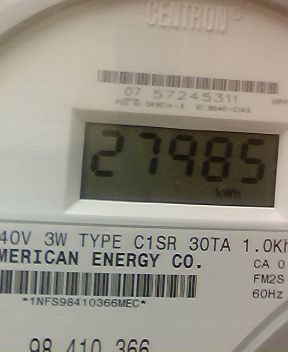 CENTRON®
07 57245311
27985
kWh
40V 3W TYPE C1SR 30TA 1.0Kh
MERICAN ENERGY CO.
CA 0
FM2S
60Hz
*1NFS98410366MEC*
98 410 366